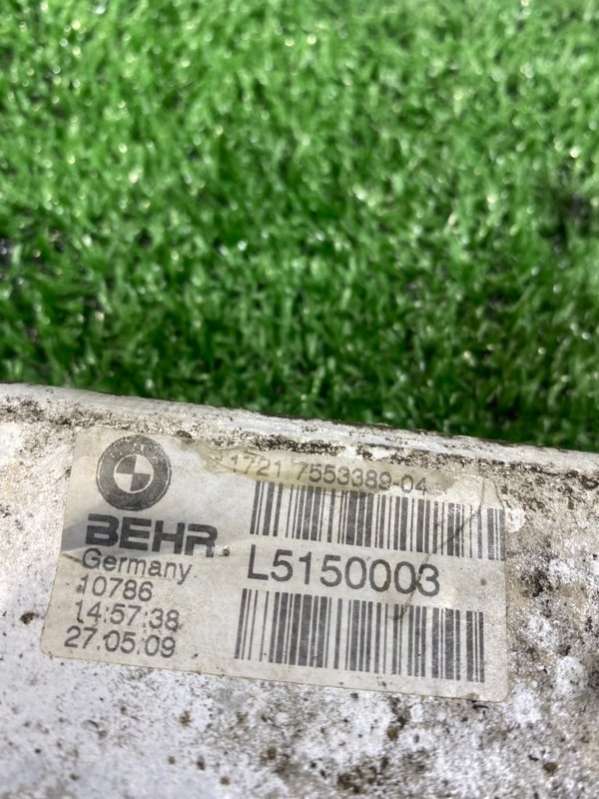 1721 7553389-04
BEHR
Germany
10786
14:57:38
27.05.09
L5150003